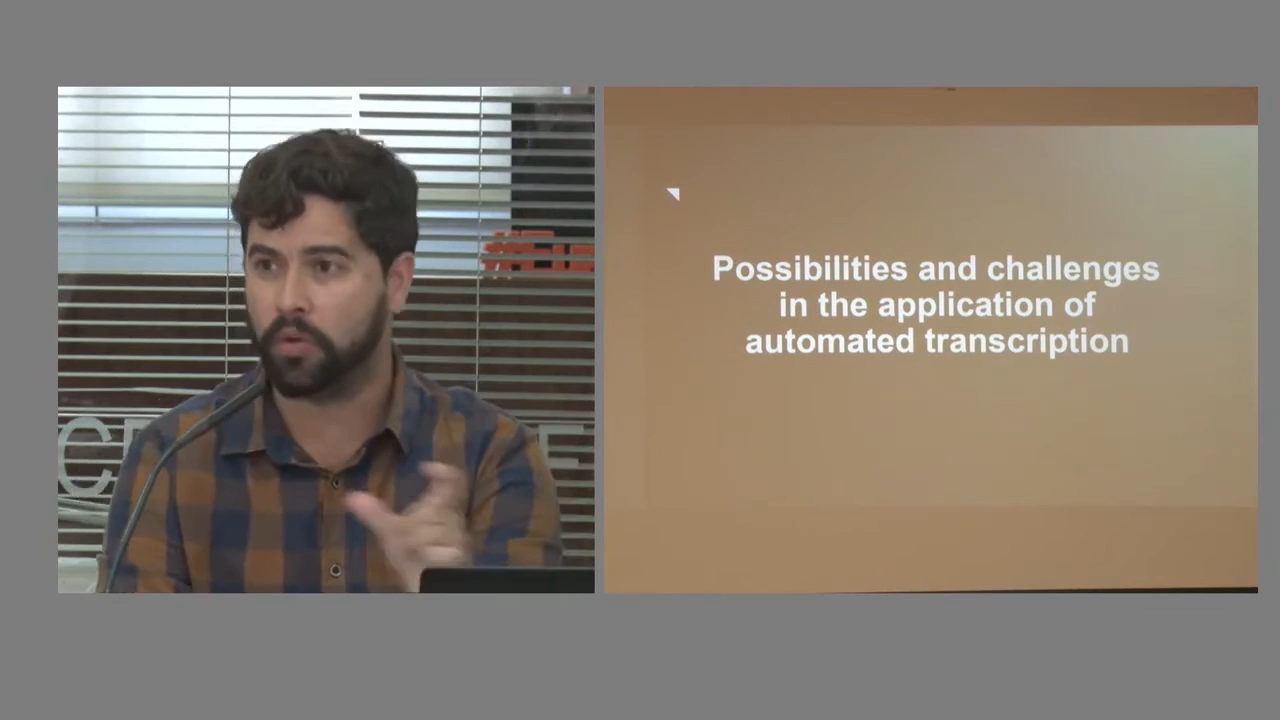 Possibilities and challenges
in the application of
automated transcription